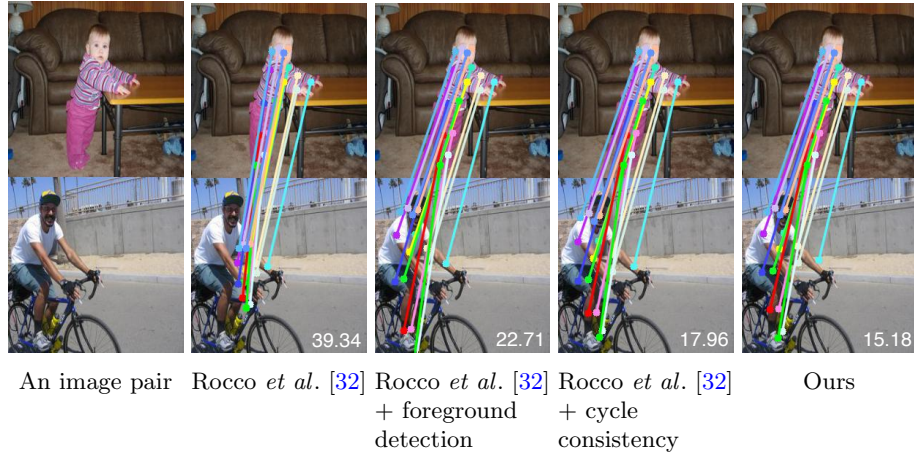 39.34
22.71
17.96
15.18
An image pair
Rocco et al. [32]
Rocco et al. [32]
+ foreground
detection
Rocco et al. [32]
+ cycle
consistency
Ours